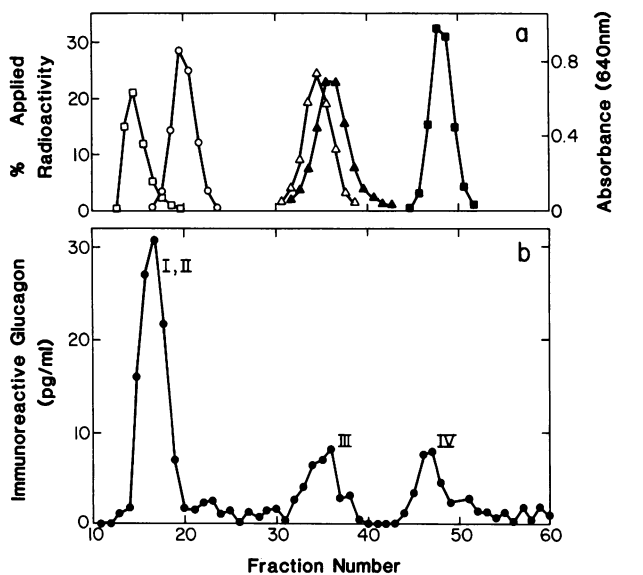 a
% Applied
Radioactivity
30
20
10
0
Absorbance (640nm)
0.8
0.4
0
b
Immunoreactive Glucagon
(pg/ml)
30
20
10
0
I, II
III
IV
10 20 30 40 50 60
Fraction Number